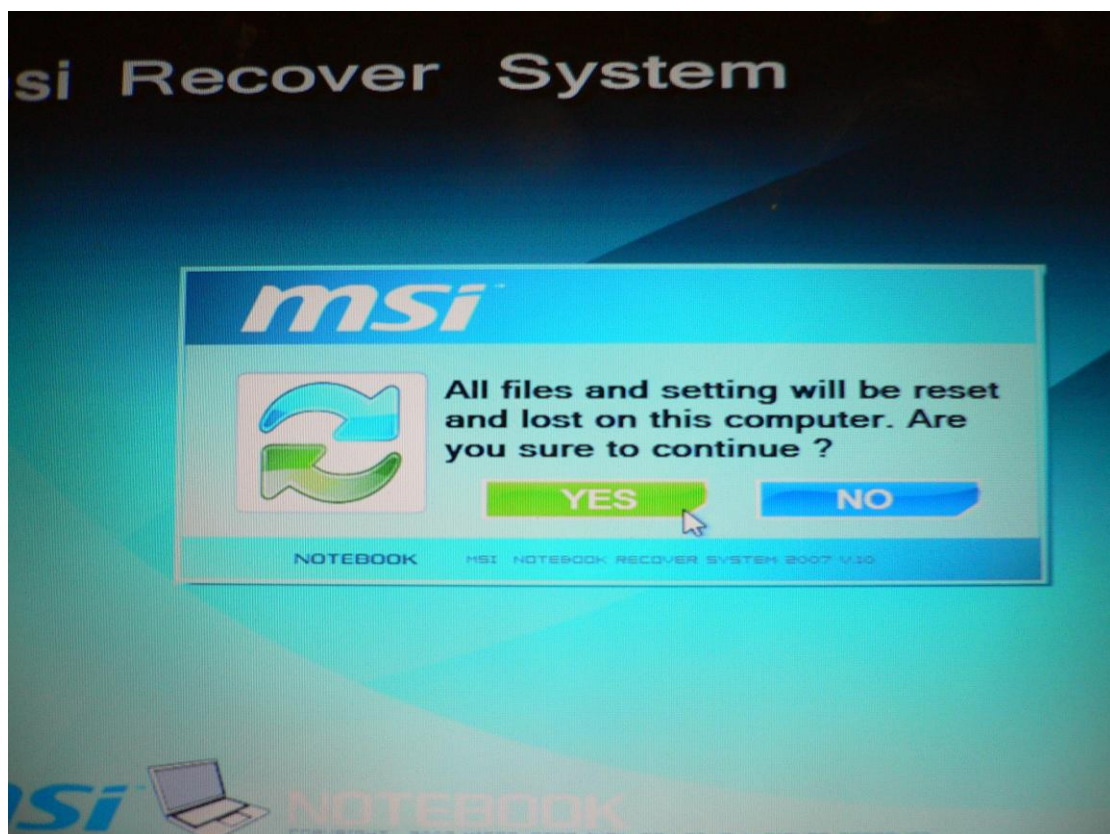 si Recover System
msi
All files and setting will be reset
and lost on this computer. Are
you sure to continue ?
YES NO
NOTEBOOK MSI NOTEBOOK RECOVER SYSTEM 2007 V.10
si NOTEBOOK